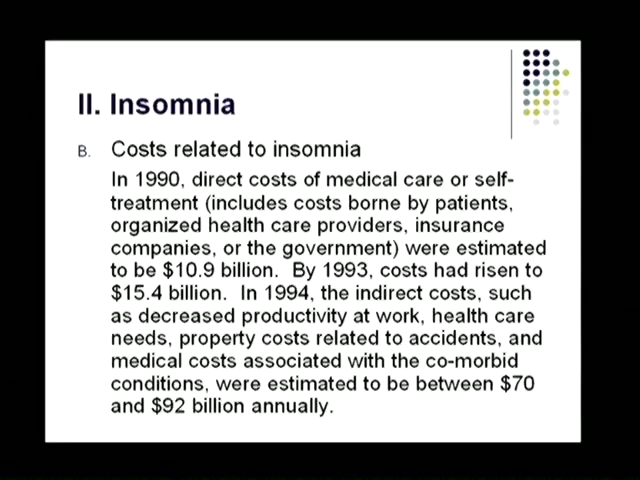 II. Insomnia
B. Costs related to insomnia
In 1990, direct costs of medical care or self-
treatment (includes costs borne by patients,
organized health care providers, insurance
companies, or the government) were estimated
to be $10.9 billion.  By 1993, costs had risen to
$15.4 billion.  In 1994, the indirect costs, such
as decreased productivity at work, health care
needs, property costs related to accidents, and
medical costs associated with the co-morbid
conditions, were estimated to be between $70
and $92 billion annually.